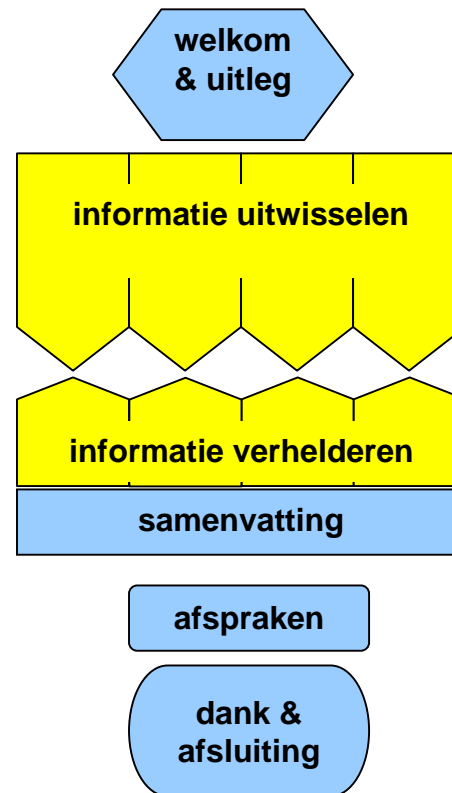 welkom
& uitleg
informatie uitwisselen
informatie verhelderen
samenvatting
afspraken
dank &
afsluiting